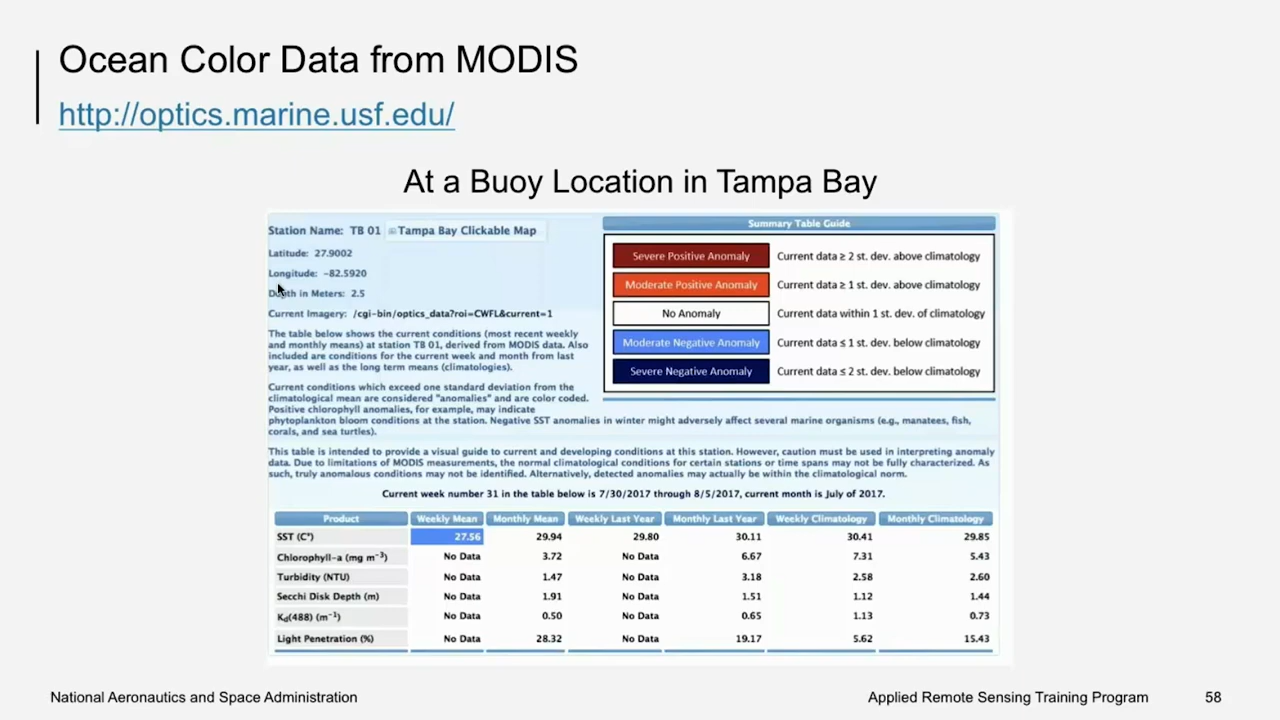 Ocean Color Data from MODIS
http://optics.marine.usf.edu/
At a Buoy Location in Tampa Bay
Station Name: TB 01 Tampa Bay Clickable Map
Latitude: 27.9002
Longitude: -82.5920
Depth in Meters: 2.5
Current Imagery: /cgi-bin/optics_data?roi=CWFL&current=1
The table below shows the current conditions (most recent weekly
and monthly means) at station TB 01, derived from MODIS data. Also
included are conditions for the current week and month from last
year, as well as the long term means (climatologies).
Current conditions which exceed one standard deviation from the
climatological mean are considered "anomalies" and are color coded.
Positive chlorophyll anomalies, for example, may indicate
phytoplankton bloom conditions at the station. Negative SST anomalies in winter might adversely affect several marine organisms (e.g., manatees, fish,
corals, and sea turtles).
Summary Table Guide
Severe Positive Anomaly Current data ≥ 2 st. dev. above climatology
Moderate Positive Anomaly Current data ≥ 1 st. dev. above climatology
No Anomaly Current data within 1 st. dev. of climatology
Moderate Negative Anomaly Current data ≤ 1 st. dev. below climatology
Severe Negative Anomaly Current data ≤ 2 st. dev. below climatology
This table is intended to provide a visual guide to current and developing conditions at this station. However, caution must be used in interpreting anomaly
data. Due to limitations of MODIS measurements, the normal climatological conditions for certain stations or time spans may not be fully characterized. As
such, truly anomalous conditions may not be identified. Alternatively, detected anomalies may actually be within the climatological norm.
Current week number 31 in the table below is 7/30/2017 through 8/5/2017, current month is July of 2017.
Product Weekly Mean Monthly Mean Weekly Last Year Monthly Last Year Weekly Climatology Monthly Climatology
SST (C°) 27.56 29.94 29.80 30.11 30.41 29.85
Chlorophyll-a (mg m⁻³) No Data 3.72 No Data 6.67 7.31 5.43
Turbidity (NTU) No Data 1.47 No Data 3.18 2.58 2.60
Secchi Disk Depth (m) No Data 1.91 No Data 1.51 1.12 1.44
Kd(488) (m⁻¹) No Data 0.50 No Data 0.65 1.13 0.73
Light Penetration (%) No Data 28.32 No Data 19.17 5.62 15.43
National Aeronautics and Space Administration
Applied Remote Sensing Training Program
58